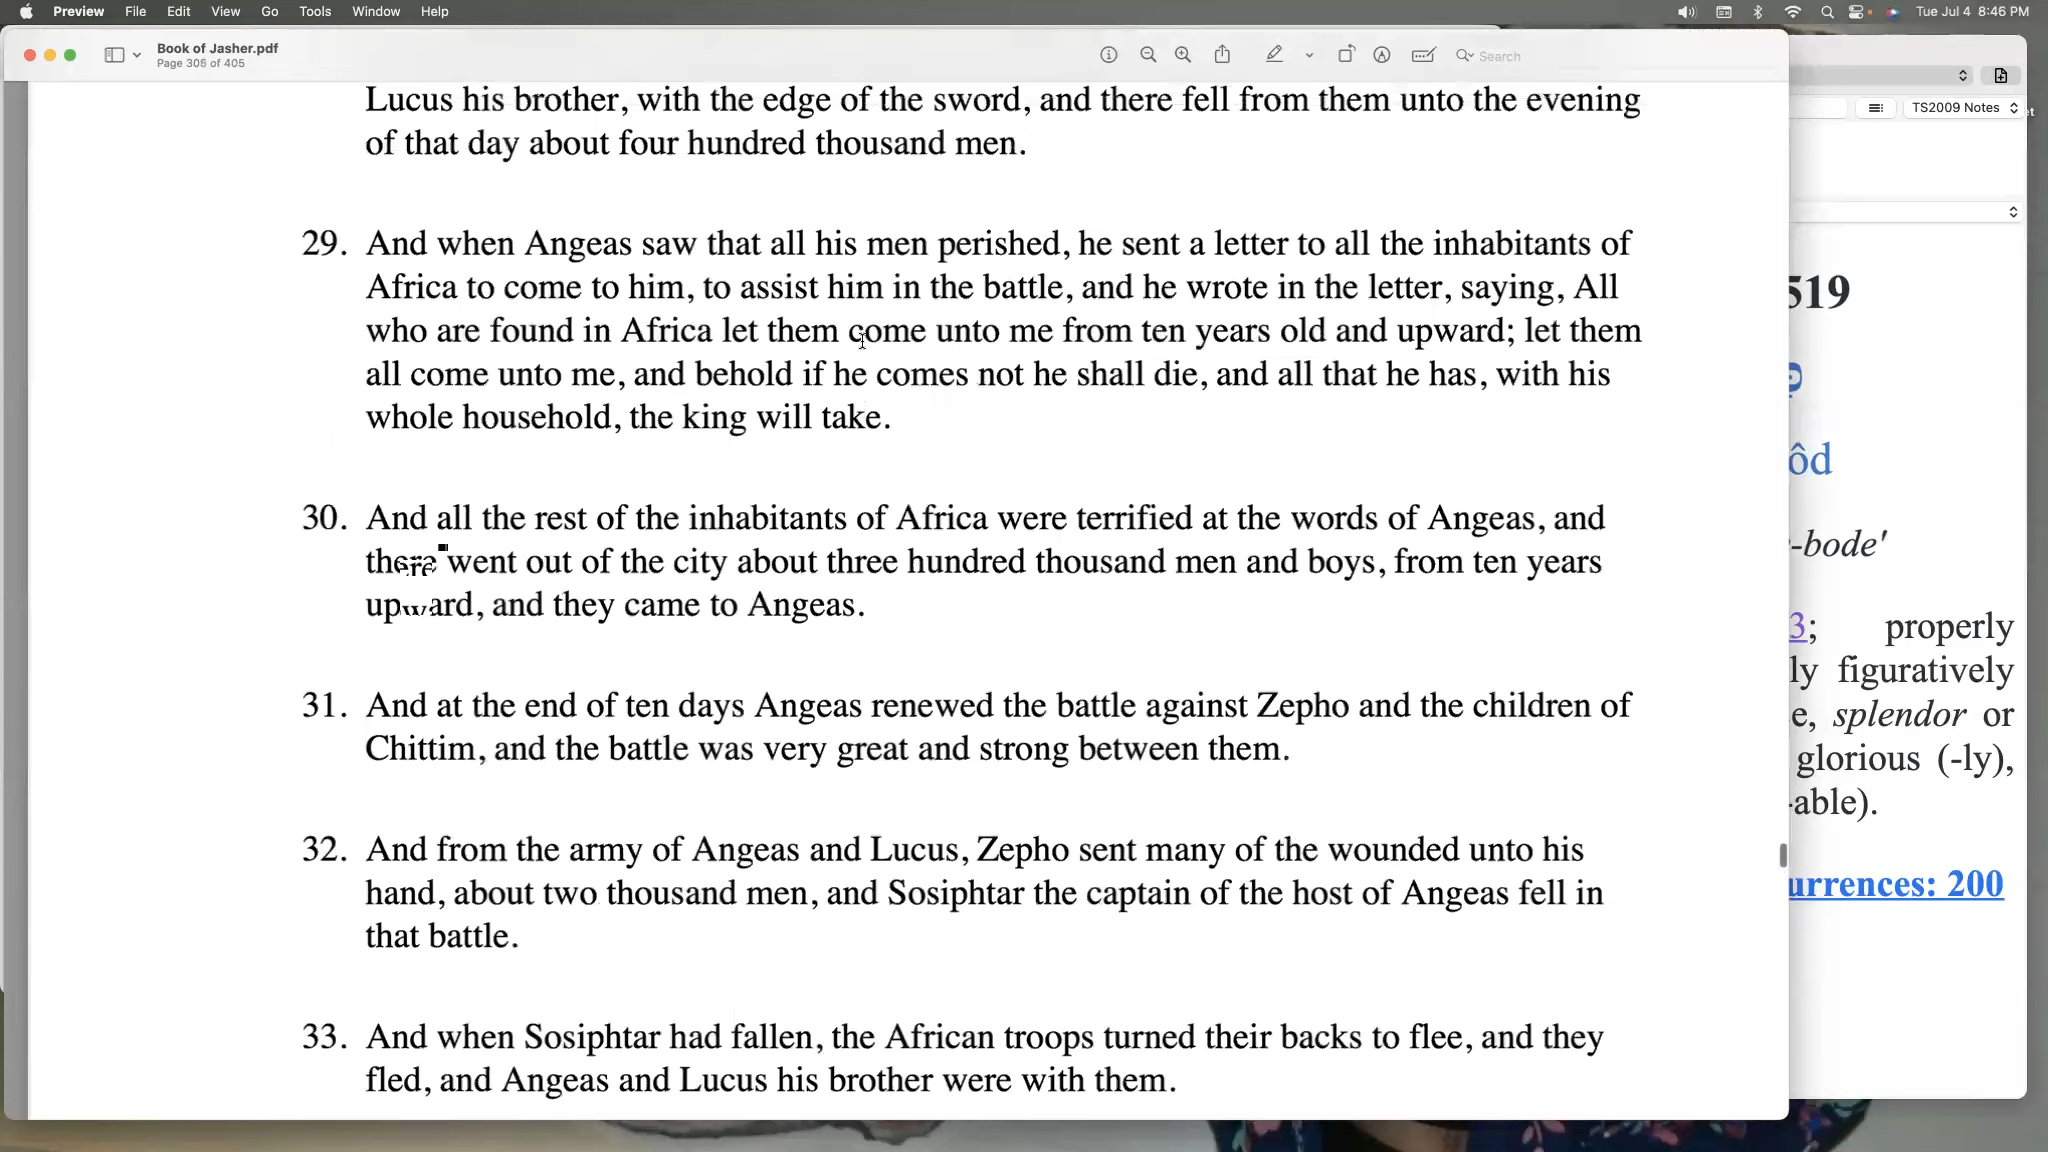 Preview File Edit View Go Tools Window Help
Tue Jul 4 8:46 PM
Book of Jasher.pdf
Page 306 of 405
Search
Lucus his brother, with the edge of the sword, and there fell from them unto the evening
of that day about four hundred thousand men.
29. And when Angeas saw that all his men perished, he sent a letter to all the inhabitants of
Africa to come to him, to assist him in the battle, and he wrote in the letter, saying, All
who are found in Africa let them come unto me from ten years old and upward; let them
all come unto me, and behold if he comes not he shall die, and all that he has, with his
whole household, the king will take.
30. And all the rest of the inhabitants of Africa were terrified at the words of Angeas, and
there went out of the city about three hundred thousand men and boys, from ten years
upward, and they came to Angeas.
31. And at the end of ten days Angeas renewed the battle against Zepho and the children of
Chittim, and the battle was very great and strong between them.
32. And from the army of Angeas and Lucus, Zepho sent many of the wounded unto his
hand, about two thousand men, and Sosiphtar the captain of the host of Angeas fell in
that battle.
33. And when Sosiphtar had fallen, the African troops turned their backs to flee, and they
fled, and Angeas and Lucus his brother were with them.
TS2009 Notes
519
ôd
-bode'
3; properly
ly figuratively
e, splendor or
glorious (-ly),
-able).
urrences: 200